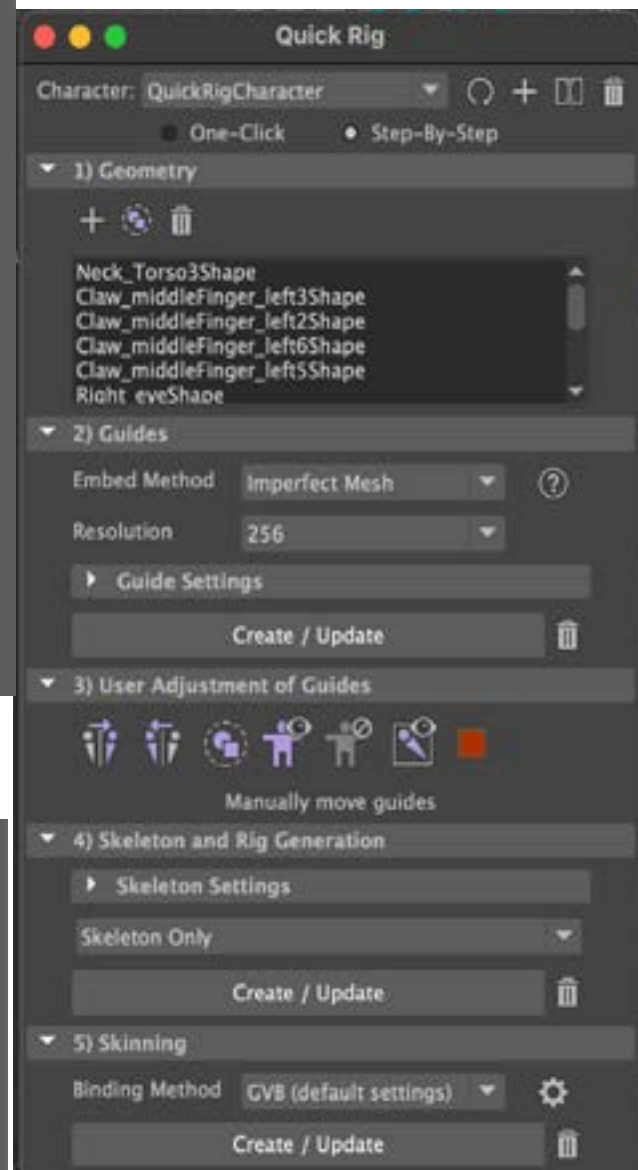 Quick Rig
Character: QuickRigCharacter
One-Click Step-By-Step
1) Geometry
Neck_Torso3Shape
Claw_middleFinger_left3Shape
Claw_middleFinger_left2Shape
Claw_middleFinger_left6Shape
Claw_middleFinger_left5Shape
Right_eyeShape
2) Guides
Embed Method Imperfect Mesh
Resolution 256
Guide Settings
Create / Update
3) User Adjustment of Guides
Manually move guides
4) Skeleton and Rig Generation
Skeleton Settings
Skeleton Only
Create / Update
5) Skinning
Binding Method GVB (default settings)
Create / Update